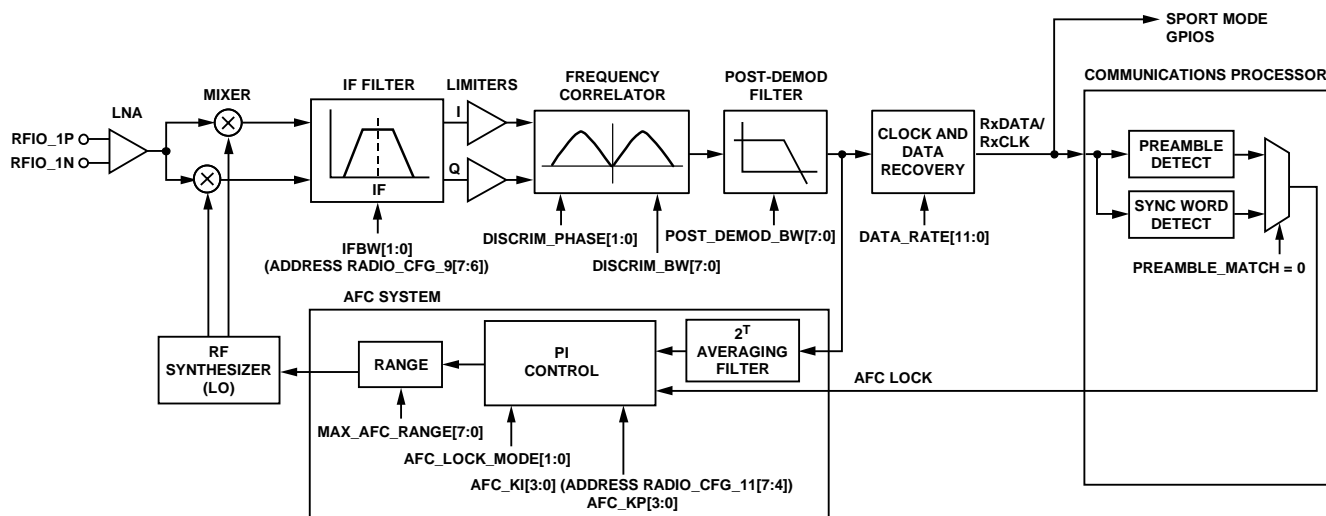 SPORT MODE
GPIOS
COMMUNICATIONS PROCESSOR
LNA
MIXER
IF FILTER
LIMITERS
FREQUENCY
CORRELATOR
POST-DEMOD
FILTER
RFIO_1P
RFIO_1N
IF
I
Q
CLOCK AND
DATA
RECOVERY
RxDATA/
RxCLK
PREAMBLE
DETECT
SYNC WORD
DETECT
IFBW[1:0]
(ADDRESS RADIO_CFG_9[7:6])
DISCRIM_PHASE[1:0]
DISCRIM_BW[7:0]
POST_DEMOD_BW[7:0]
DATA_RATE[11:0]
PREAMBLE_MATCH = 0
AFC SYSTEM
RF
SYNTHESIZER
(LO)
RANGE
PI
CONTROL
2T
AVERAGING
FILTER
AFC LOCK
MAX_AFC_RANGE[7:0]
AFC_LOCK_MODE[1:0]
AFC_KI[3:0] (ADDRESS RADIO_CFG_11[7:4])
AFC_KP[3:0]